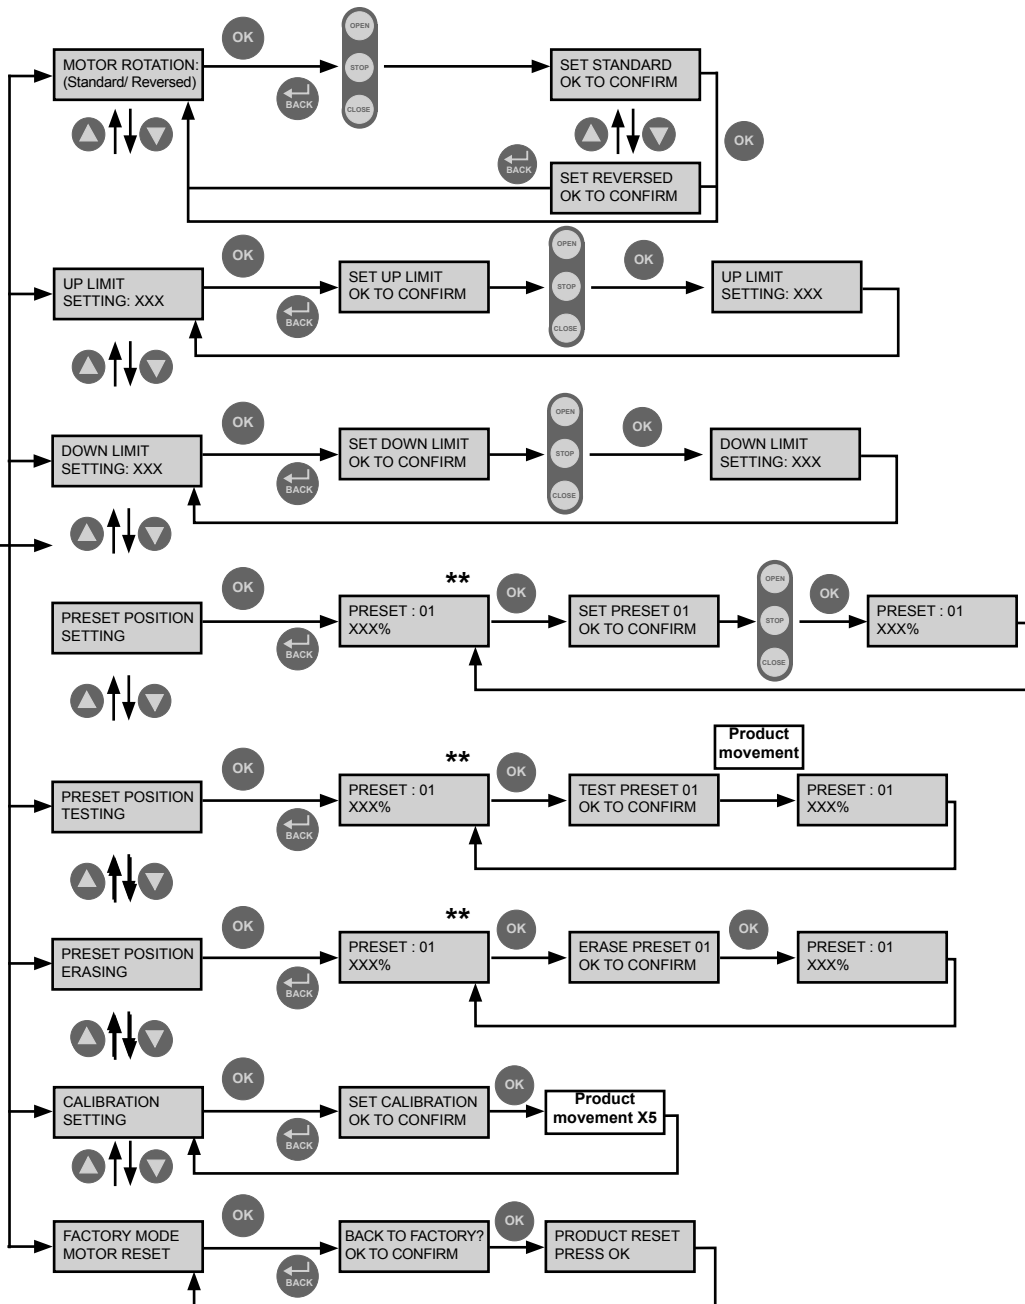 OK
OPEN
STOP
CLOSE
MOTOR ROTATION:
(Standard/ Reversed)
BACK
SET STANDARD
OK TO CONFIRM
OK
BACK
SET REVERSED
OK TO CONFIRM
OK
OPEN
STOP
CLOSE
OK
UP LIMIT
SETTING: XXX
BACK
SET UP LIMIT
OK TO CONFIRM
UP LIMIT
SETTING: XXX
OK
OPEN
STOP
CLOSE
OK
DOWN LIMIT
SETTING: XXX
BACK
SET DOWN LIMIT
OK TO CONFIRM
DOWN LIMIT
SETTING: XXX
OK
**
OK
OPEN
STOP
CLOSE
OK
PRESET POSITION
SETTING
BACK
PRESET : 01
XXX%
SET PRESET 01
OK TO CONFIRM
PRESET : 01
XXX%
Product
movement
OK
**
OK
PRESET POSITION
TESTING
BACK
PRESET : 01
XXX%
TEST PRESET 01
OK TO CONFIRM
PRESET : 01
XXX%
OK
**
OK
OK
PRESET POSITION
ERASING
BACK
PRESET : 01
XXX%
ERASE PRESET 01
OK TO CONFIRM
PRESET : 01
XXX%
OK
OK
CALIBRATION
SETTING
BACK
SET CALIBRATION
OK TO CONFIRM
Product
movement X5
OK
OK
FACTORY MODE
MOTOR RESET
BACK
BACK TO FACTORY?
OK TO CONFIRM
PRODUCT RESET
PRESS OK